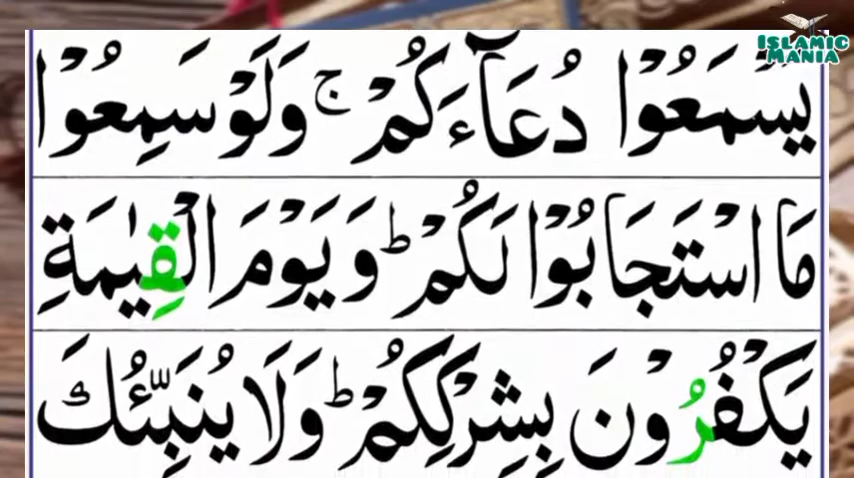 ISLAMIC
MANIA
يَسْمَعُوْا دُعَآءَكُمْ ۚ وَلَوْ سَمِعُوْا
مَا اسْتَجَابُوْا لَكُمْ ؕ وَيَوْمَ الْقِيٰمَةِ
يَكْفُرُوْنَ بِشِرْكِكُمْ ؕ وَلَا يُنَبِّئُكَ